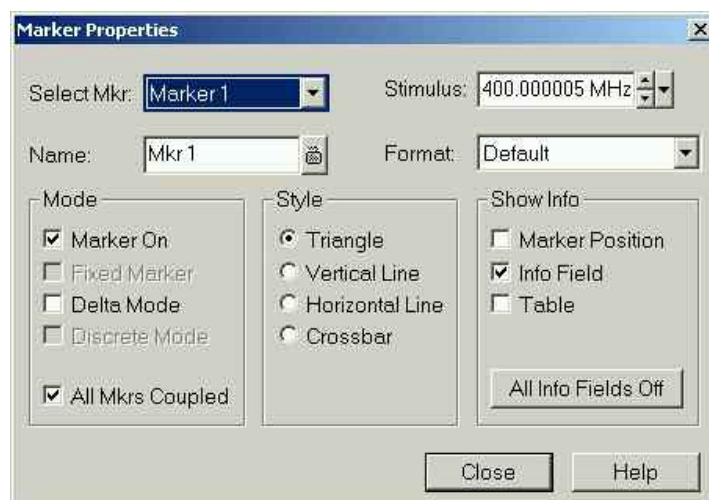 Marker Properties
Select Mkr: Marker 1 Stimulus: 400.000005 MHz
Name: Mkr 1 Format: Default
Mode
Marker On
Fixed Marker
Delta Mode
Discrete Mode
All Mkrs Coupled
Style
Triangle
Vertical Line
Horizontal Line
Crossbar
Show Info
Marker Position
Info Field
Table
All Info Fields Off
Close Help